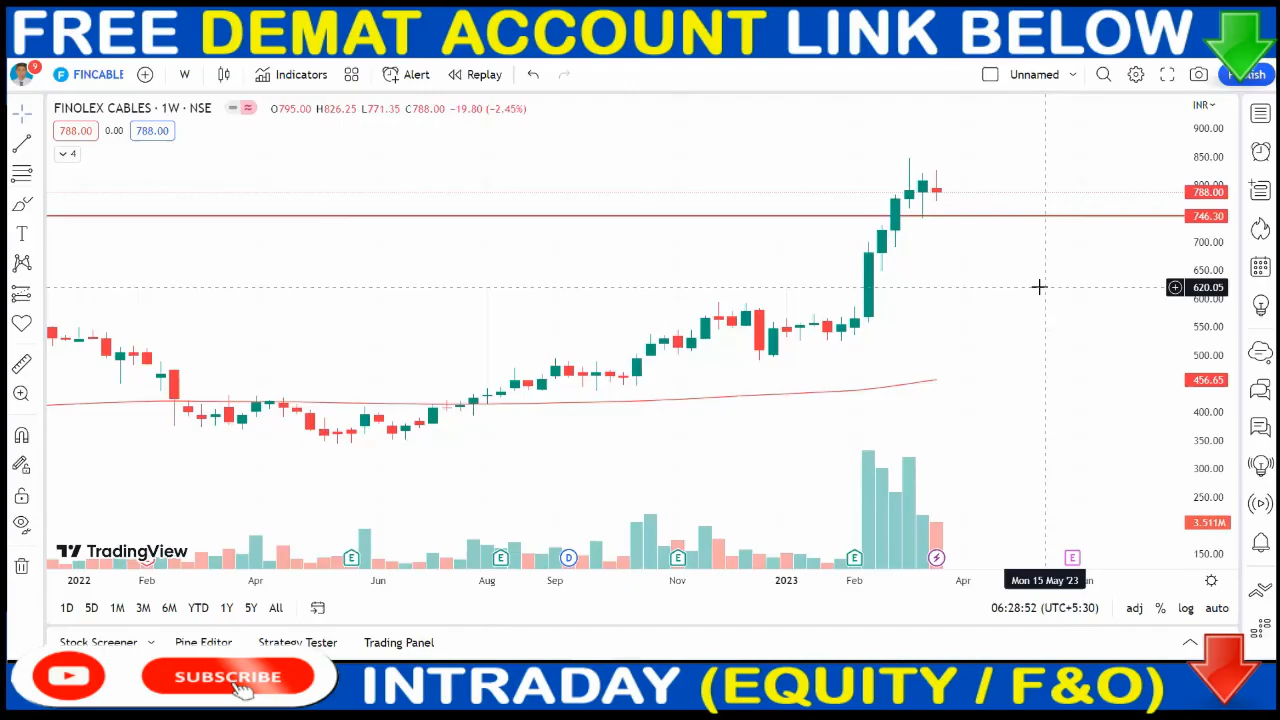 FREE DEMAT ACCOUNT LINK BELOW
9 FINCABLE W Indicators Alert Replay Unnamed
FINOLEX CABLES · 1W · NSE O795.00 H826.25 L771.35 C788.00 −19.80 (−2.45%) INR
788.00 0.00 788.00
4
900.00
850.00
788.00
746.30
700.00
650.00
620.05
600.00
550.00
500.00
456.65
400.00
350.00
300.00
250.00
3.511M
150.00
TradingView
E E D E E E
2022 Feb Apr Jun Aug Sep Nov 2023 Feb Apr Mon 15 May '23
1D 5D 1M 3M 6M YTD 1Y 5Y All 06:28:52 (UTC+5:30) adj % log auto
Stock Screener Pine Editor Strategy Tester Trading Panel
SUBSCRIBE
INTRADAY (EQUITY / F&O)